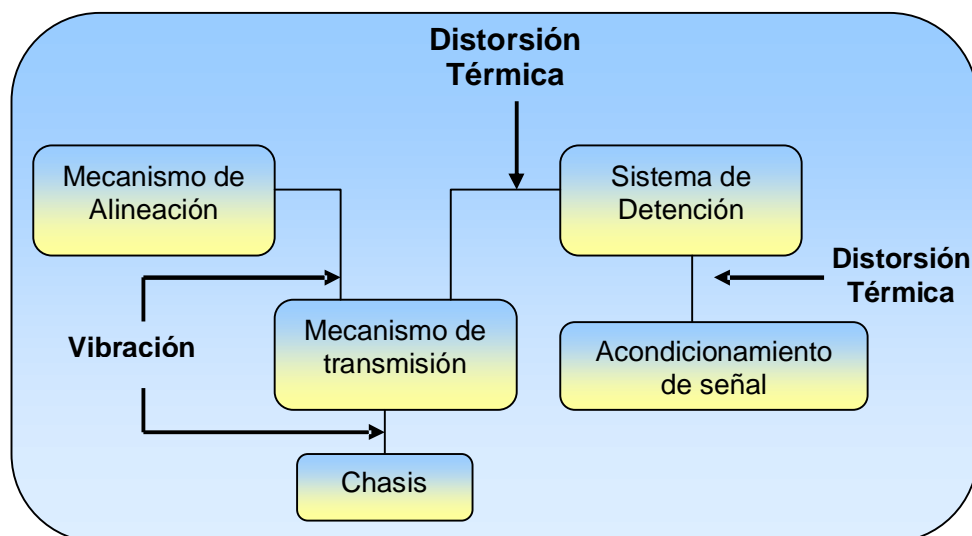 Distorsión
Térmica
Mecanismo de
Alineación
Sistema de
Detención
Distorsión
Térmica
Vibración
Mecanismo de
transmisión
Acondicionamiento
de señal
Chasis